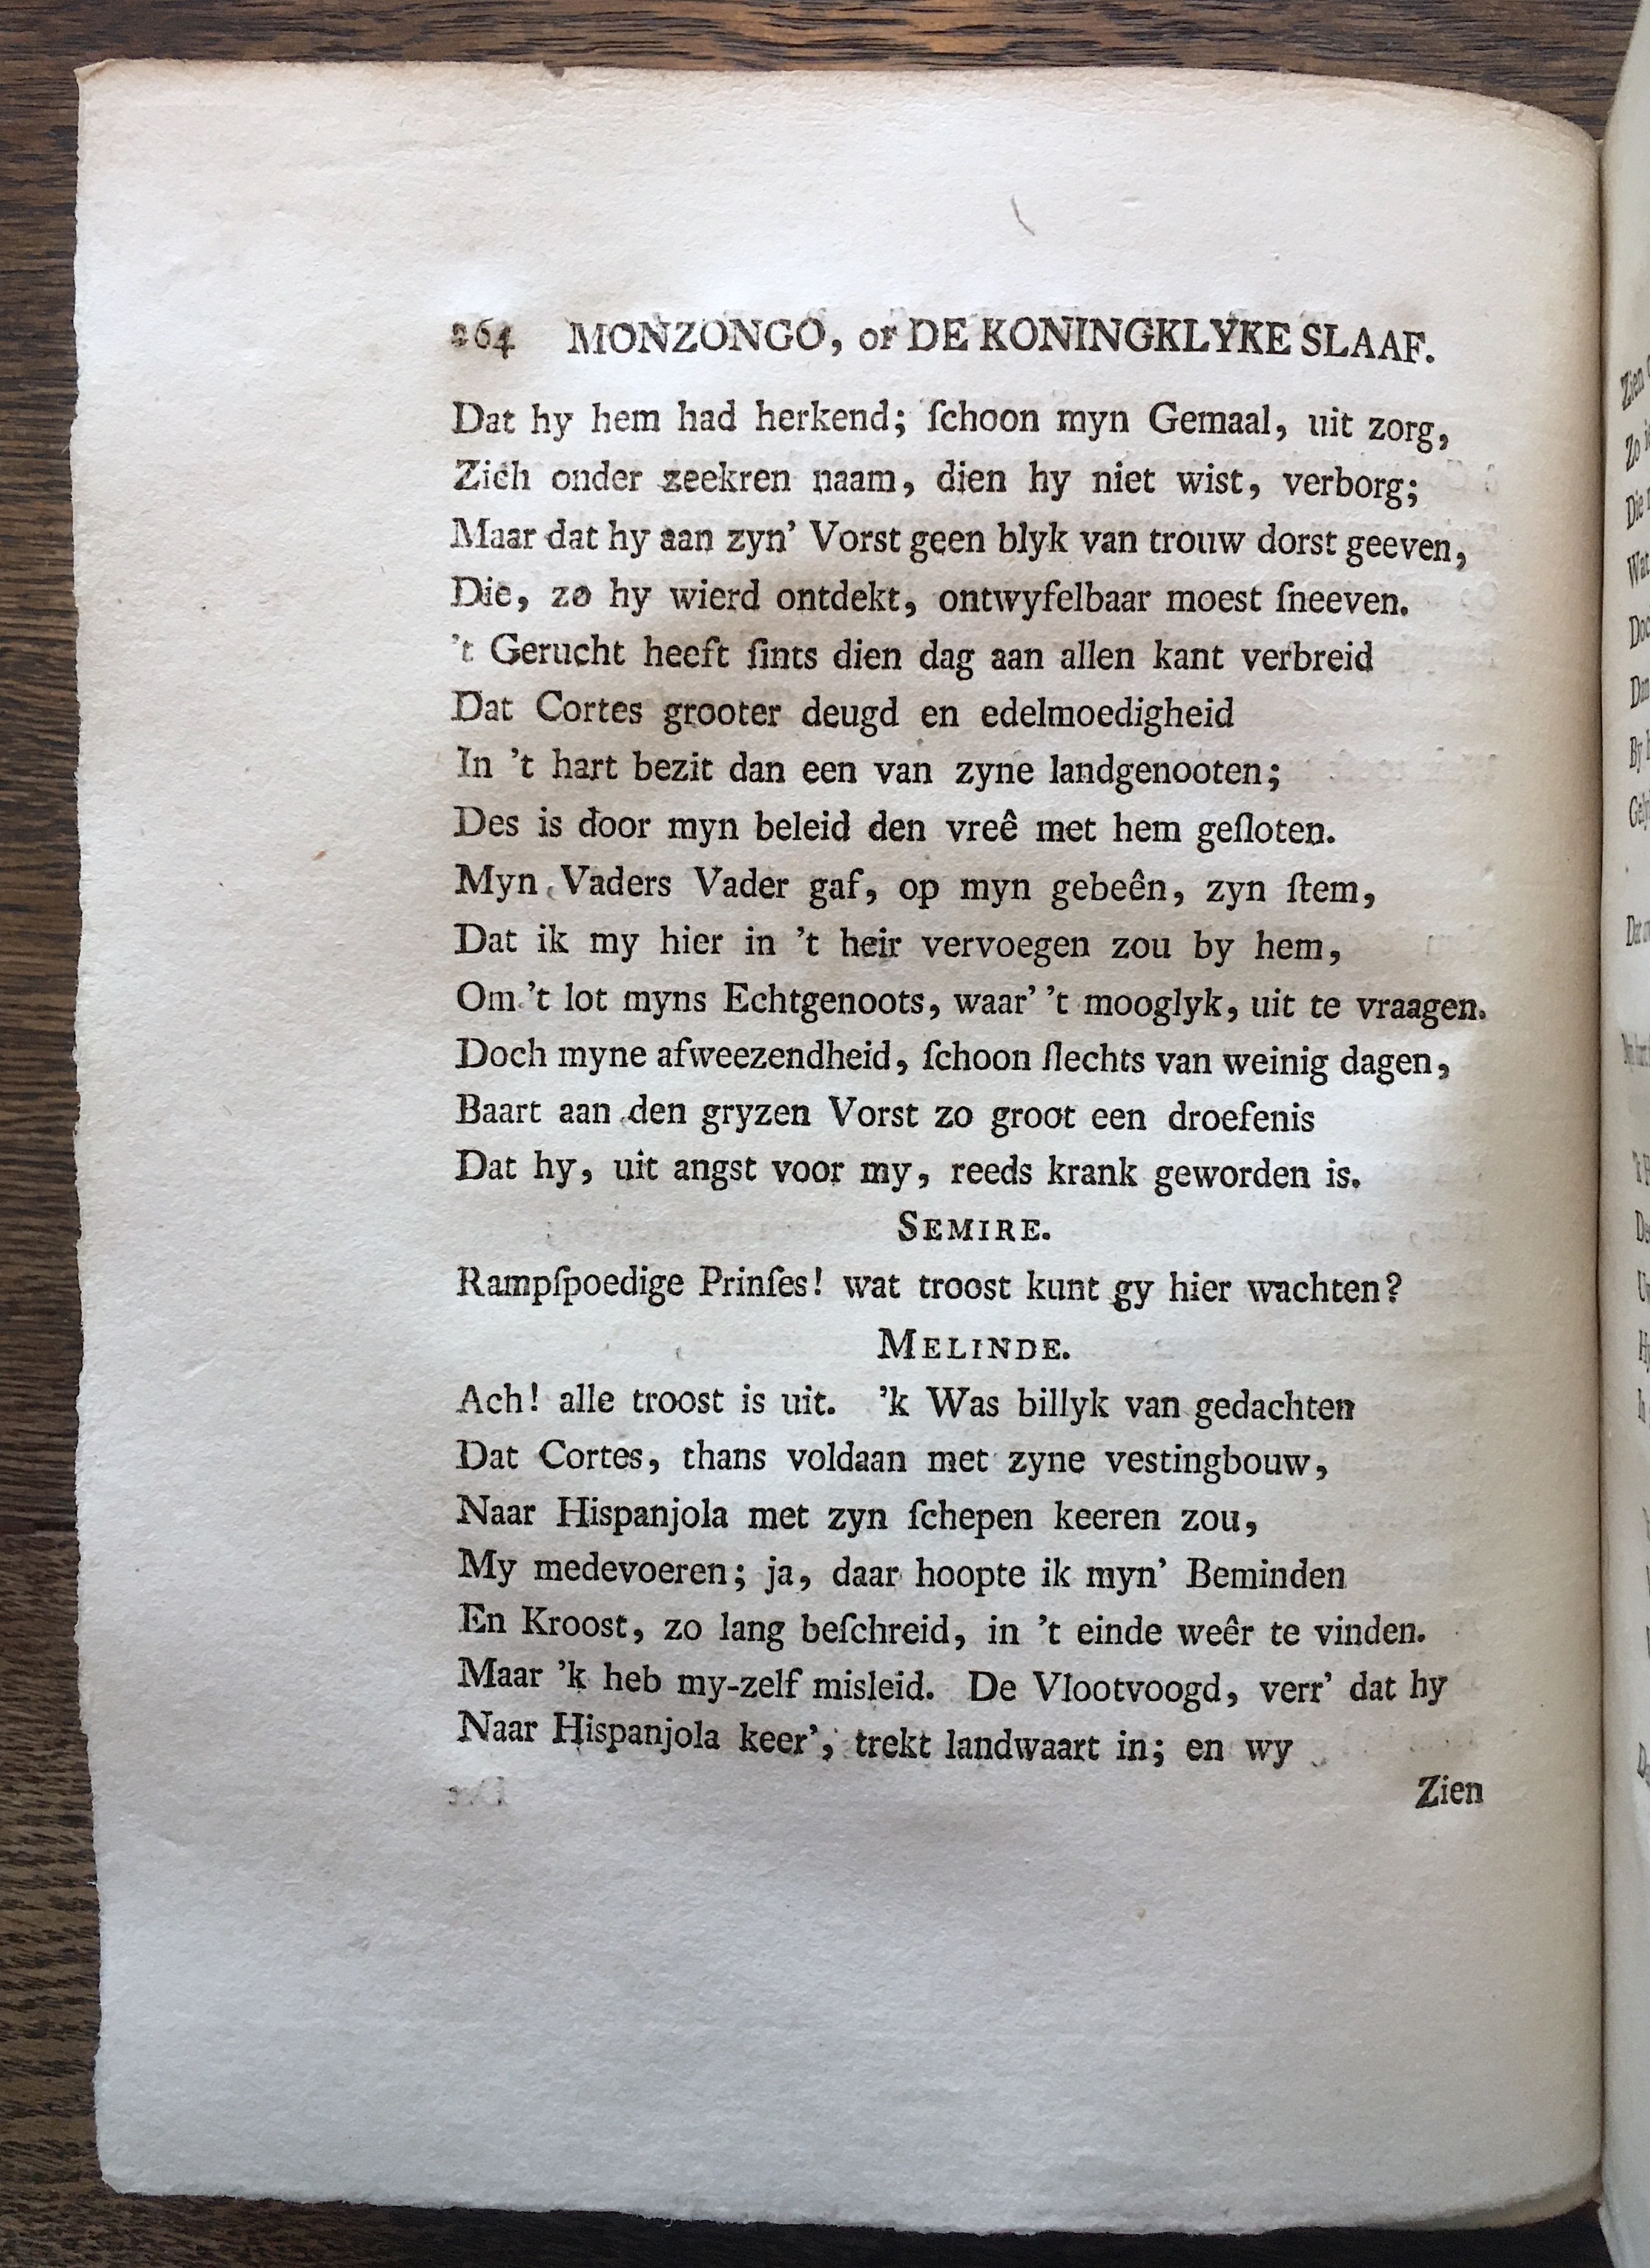 264 MONZONGO, OF DE KONINGKLYKE SLAAF.
Dat hy hem had herkend; ſchoon myn Gemaal, uit zorg,
Zich onder zeekren naam, dien hy niet wist, verborg;
Maar dat hy aan zyn’ Vorst geen blyk van trouw dorst geeven,
Die, zo hy wierd ontdekt, ontwyfelbaar moest ſneeven.
’t Gerucht heeft ſints dien dag aan allen kant verbreid
Dat Cortes grooter deugd en edelmoedigheid
In ’t hart bezit dan een van zyne landgenooten;
Des is door myn beleid den vreê met hem geſloten.
Myn Vaders Vader gaf, op myn gebeên, zyn ſtem,
Dat ik my hier in ’t heir vervoegen zou by hem,
Om ’t lot myns Echtgenoots, waar’ ’t mooglyk, uit te vraagen.
Doch myne afweezendheid, ſchoon ſlechts van weinig dagen,
Baart aan den gryzen Vorst zo groot een droefenis
Dat hy, uit angst voor my, reeds krank geworden is.
SEMIRE.
Rampſpoedige Prinſes! wat troost kunt gy hier wachten?
MELINDE.
Ach! alle troost is uit. ’k Was billyk van gedachten
Dat Cortes, thans voldaan met zyne vestingbouw,
Naar Hispanjola met zyn ſchepen keeren zou,
My medevoeren; ja, daar hoopte ik myn’ Beminden
En Kroost, zo lang beſchreid, in ’t einde weêr te vinden.
Maar ’k heb my-zelf misleid. De Vlootvoogd, verr’ dat hy
Naar Hispanjola keer’, trekt landwaart in; en wy
Zien